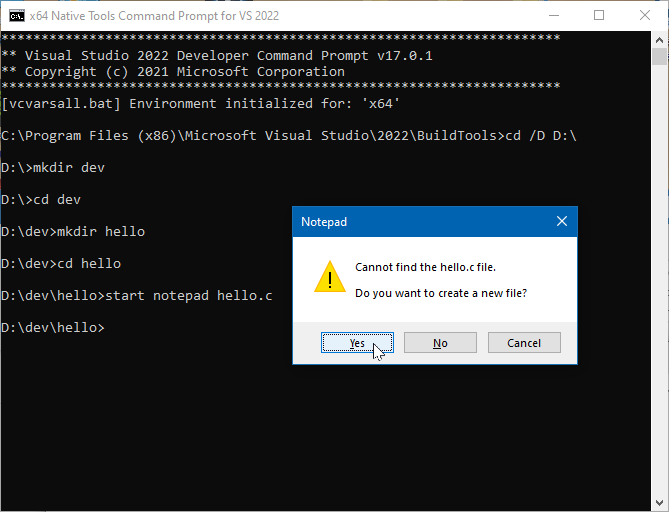 x64 Native Tools Command Prompt for VS 2022
**********************************************************************
** Visual Studio 2022 Developer Command Prompt v17.0.1
** Copyright (c) 2021 Microsoft Corporation
**********************************************************************
[vcvarsall.bat] Environment initialized for: 'x64'
C:\Program Files (x86)\Microsoft Visual Studio\2022\BuildTools>cd /D D:\
D:\>mkdir dev
D:\>cd dev
D:\dev>mkdir hello
D:\dev>cd hello
D:\dev\hello>start notepad hello.c
D:\dev\hello>
Notepad
Cannot find the hello.c file.
Do you want to create a new file?
Yes No Cancel